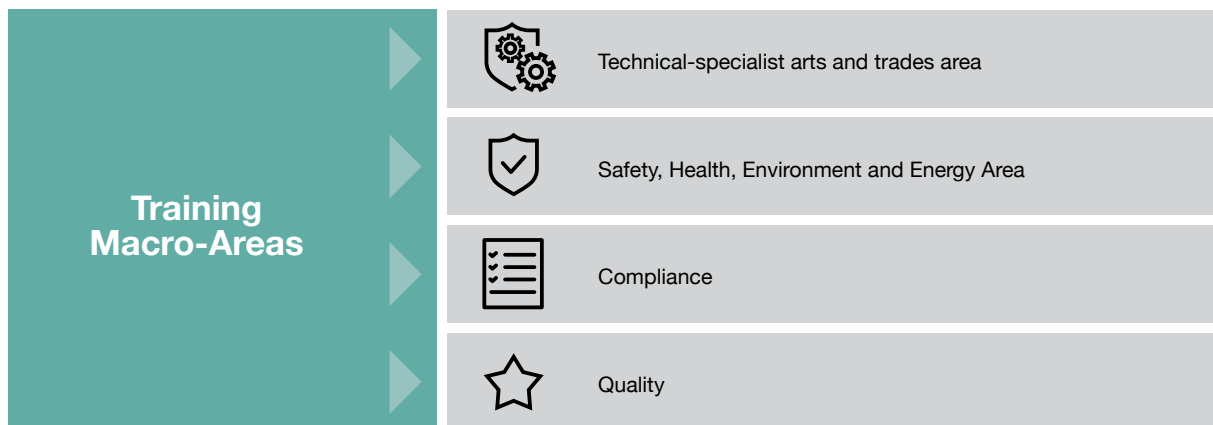 Training
Macro-Areas
Technical-specialist arts and trades area
Safety, Health, Environment and Energy Area
Compliance
Quality